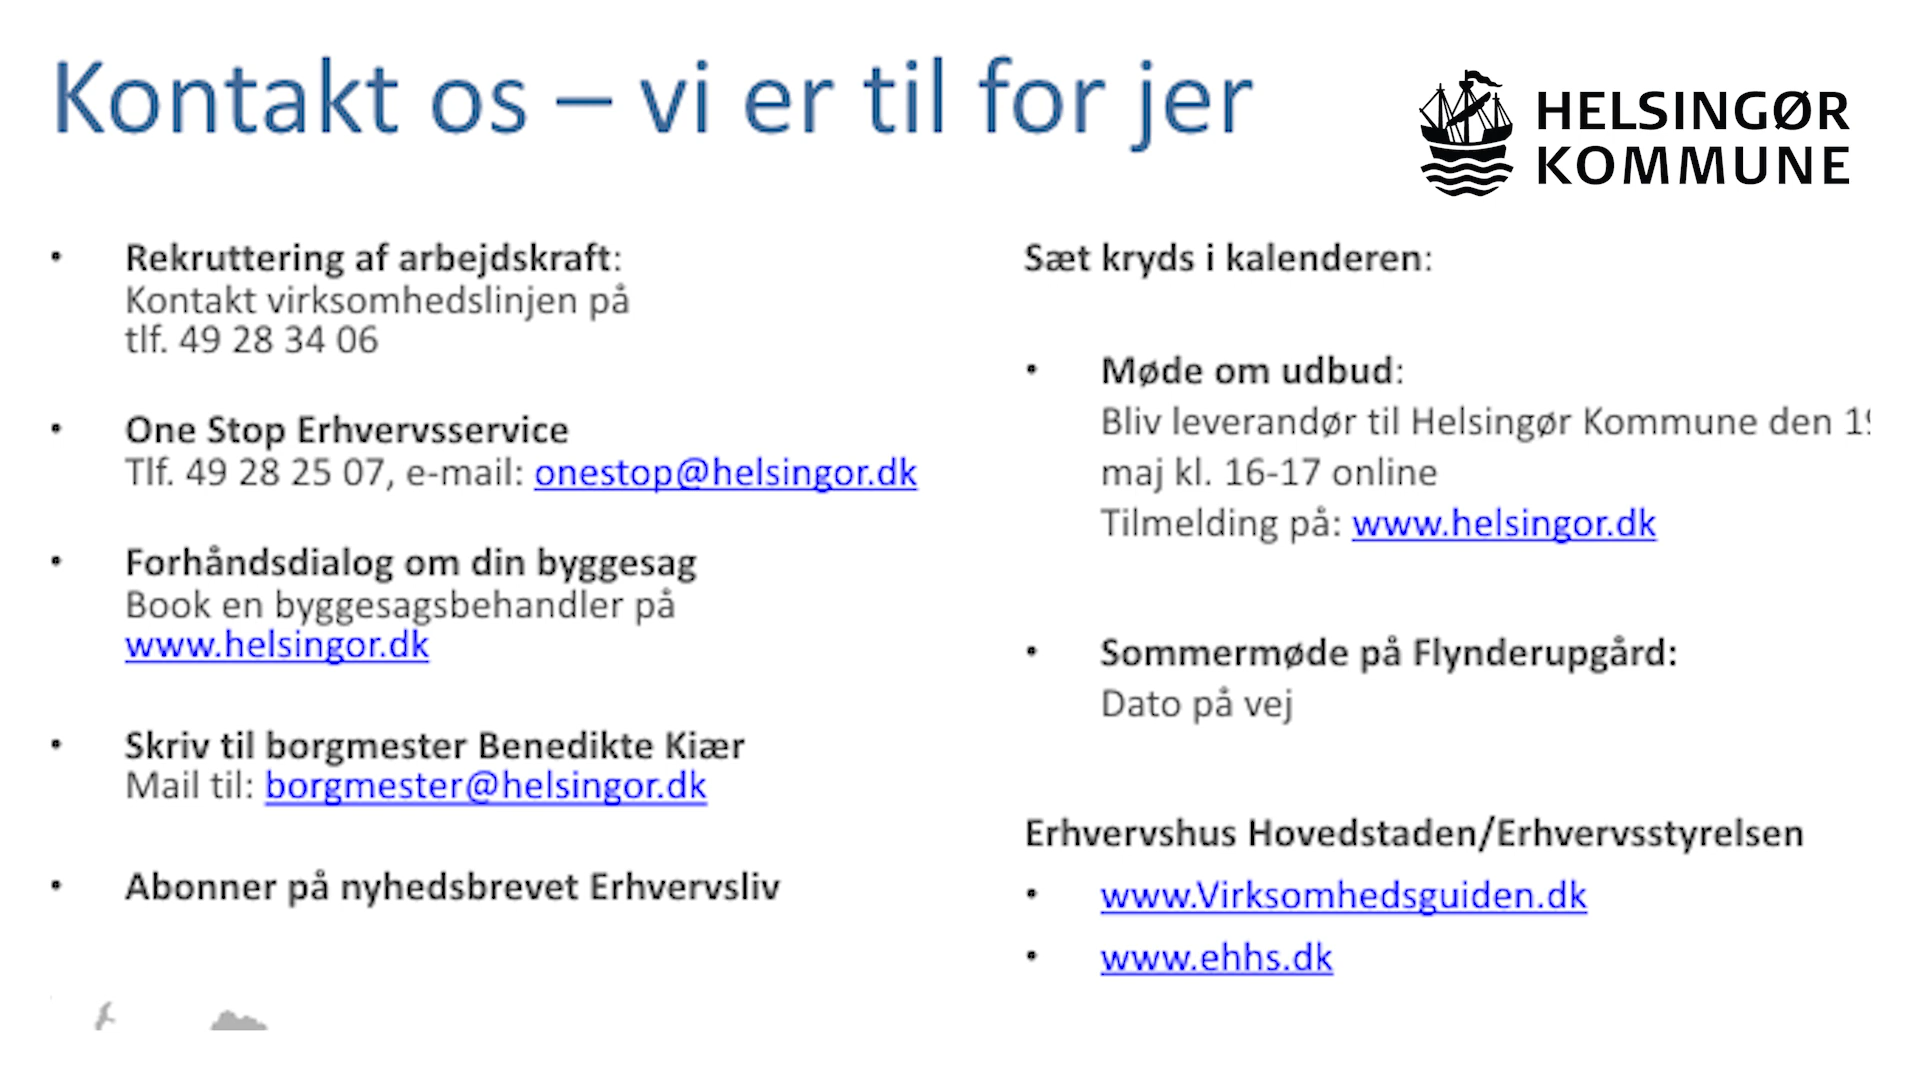 Kontakt os – vi er til for jer
HELSINGØR
KOMMUNE
• Rekruttering af arbejdskraft:
Kontakt virksomhedslinjen på
tlf. 49 28 34 06
• One Stop Erhvervsservice
Tlf. 49 28 25 07, e-mail: onestop@helsingor.dk
• Forhåndsdialog om din byggesag
Book en byggesagsbehandler på
www.helsingor.dk
• Skriv til borgmester Benedikte Kiær
Mail til: borgmester@helsingor.dk
• Abonner på nyhedsbrevet Erhvervsliv
Sæt kryds i kalenderen:
• Møde om udbud:
Bliv leverandør til Helsingør Kommune den
maj kl. 16-17 online
Tilmelding på: www.helsingor.dk
• Sommermøde på Flynderupgård:
Dato på vej
Erhvervshus Hovedstaden/Erhvervsstyrelsen
• www.Virksomhedsguiden.dk
• www.ehhs.dk